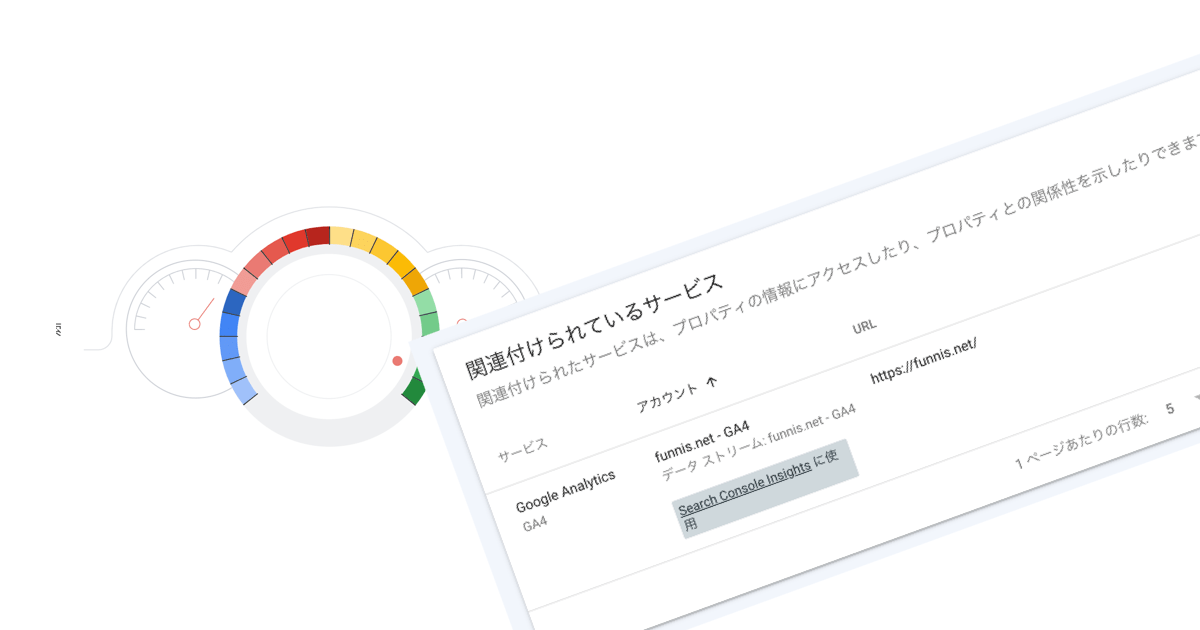 関連付けられているサービス
関連付けられたサービスは、プロパティの情報にアクセスしたり、プロパティとの関係性を示したりできます
サービス
アカウント ↑
URL
Google Analytics
GA4
funnis.net - GA4
データ ストリーム: funnis.net - GA4
https://funnis.net/
Search Console Insights に使
用
1 ページあたりの行数: 5